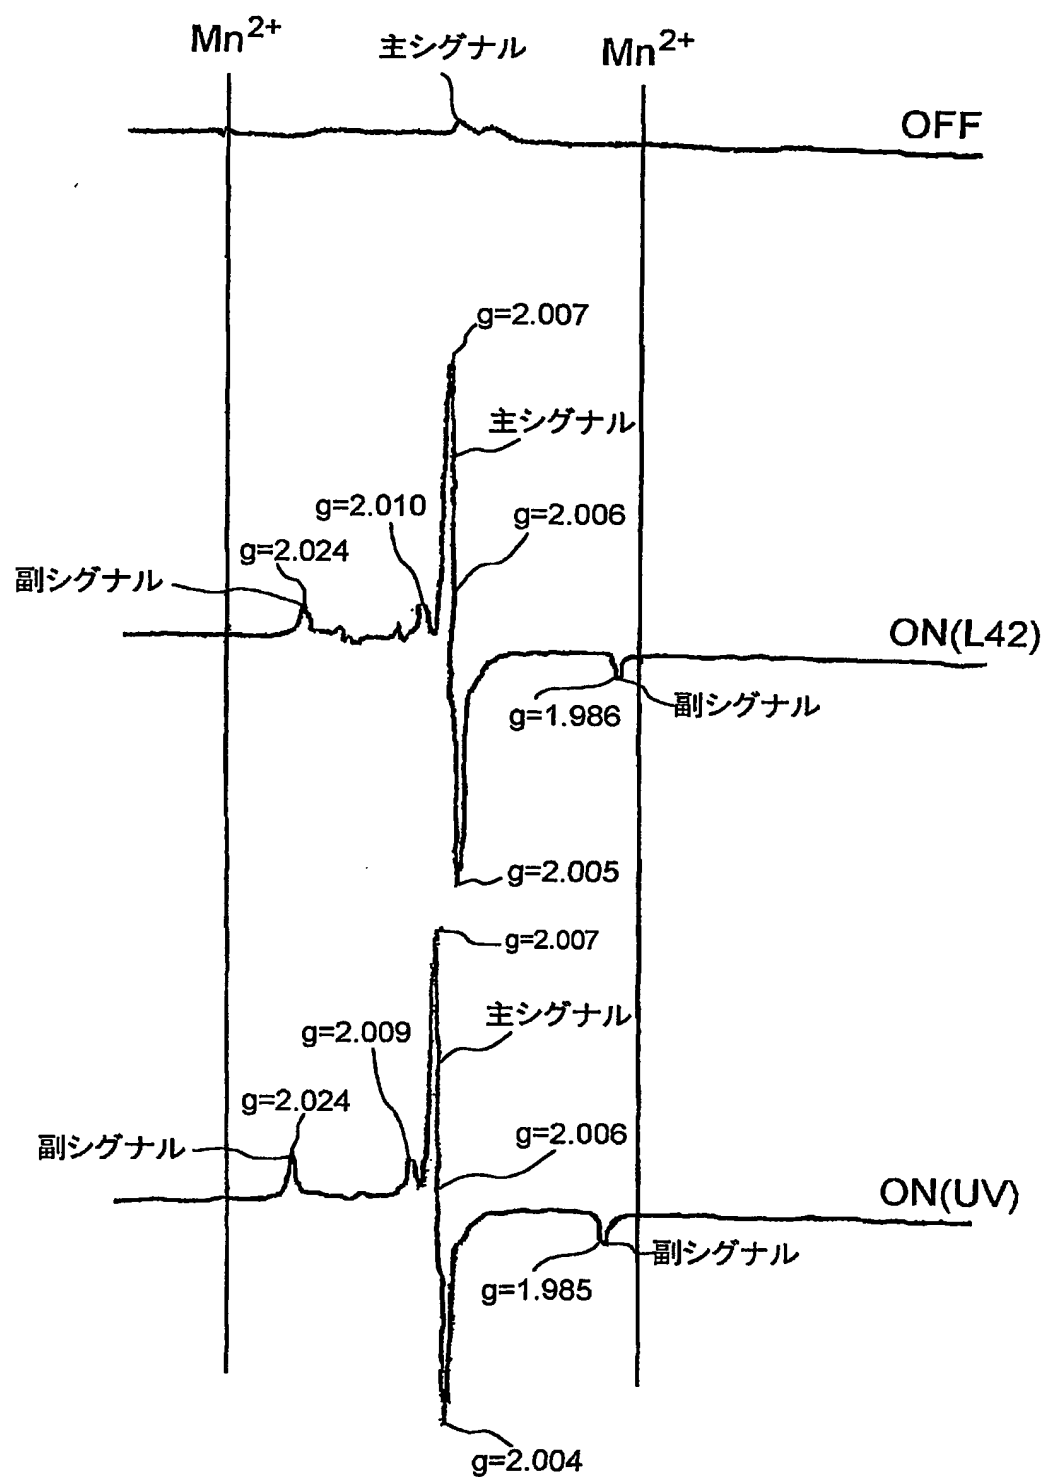 Mn²⁺
主シグナル
Mn²⁺
OFF
g=2.007
主シグナル
g=2.010
g=2.006
g=2.024
副シグナル
ON(L42)
g=1.986
副シグナル
g=2.005
g=2.007
主シグナル
g=2.009
g=2.024
g=2.006
副シグナル
ON(UV)
副シグナル
g=1.985
g=2.004